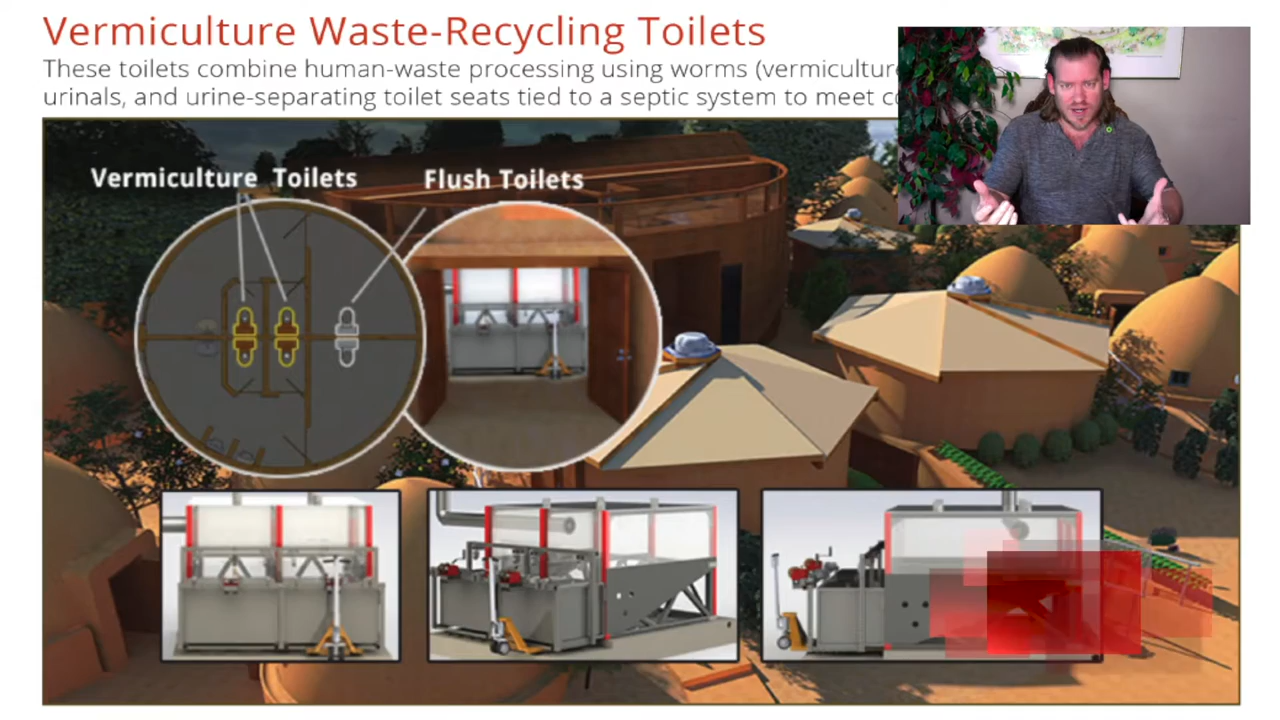 Vermiculture Waste-Recycling Toilets
These toilets combine human-waste processing using worms (vermiculture
urinals, and urine-separating toilet seats tied to a septic system to meet
Vermiculture Toilets
Flush Toilets